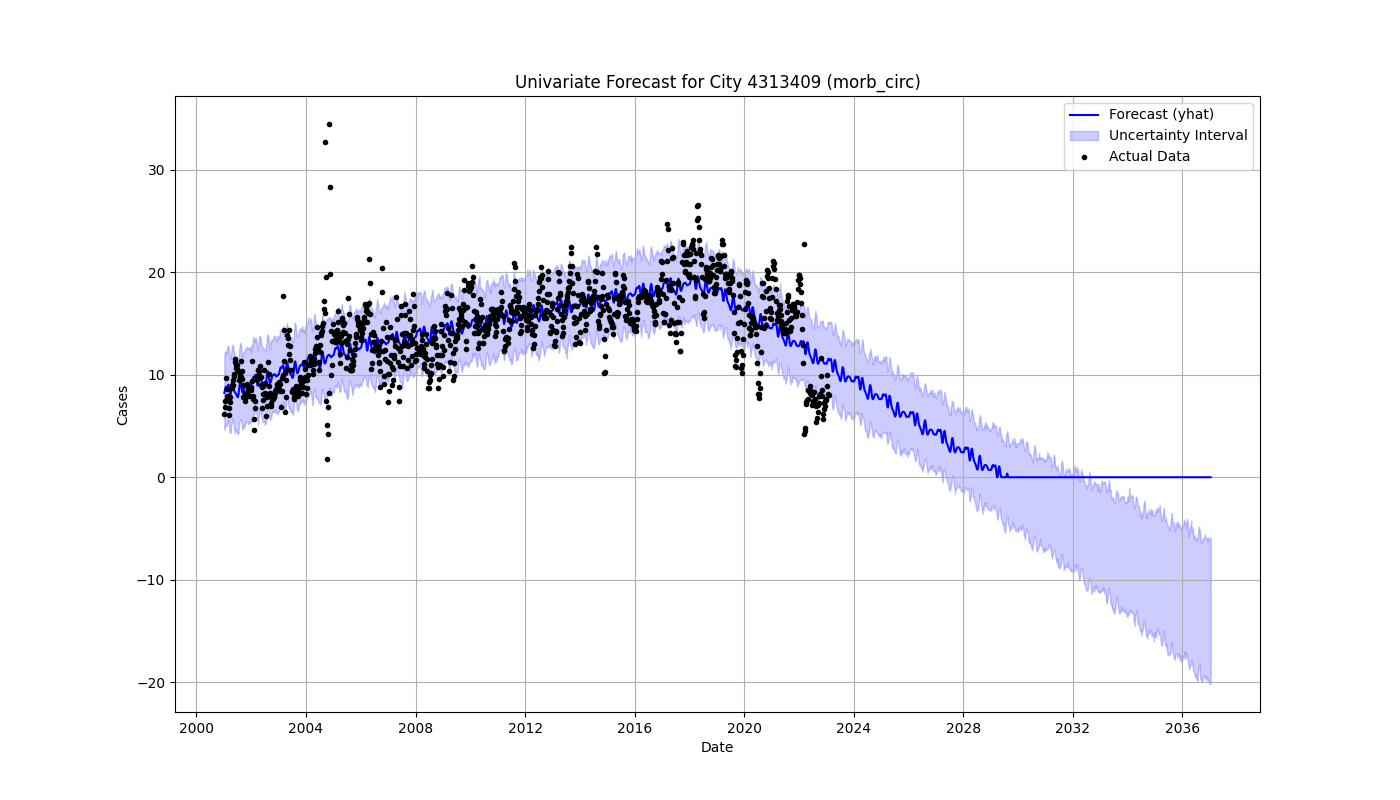 Univariate Forecast for City 4313409 (morb_circ)
Forecast (yhat)
Uncertainty Interval
Actual Data
30
20
10
0
−10
−20
Cases
2000 2004 2008 2012 2016 2020 2024 2028 2032 2036
Date